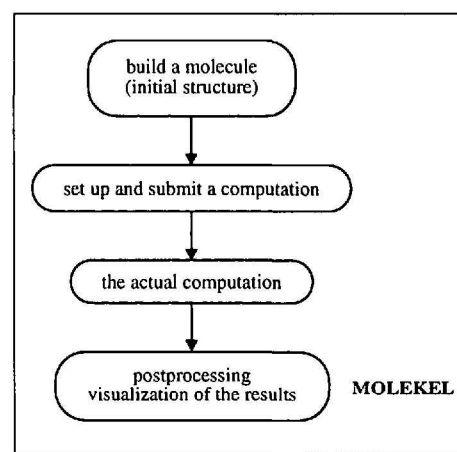 build a molecule
(initial structure)
set up and submit a computation
the actual computation
postprocessing
visualization of the results
MOLEKEL